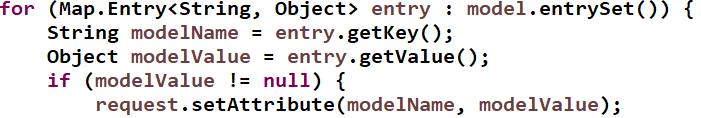 for (Map.Entry<String, Object> entry : model.entrySet()) {
    String modelName = entry.getKey();
    Object modelValue = entry.getValue();
    if (modelValue != null) {
        request.setAttribute(modelName, modelValue);